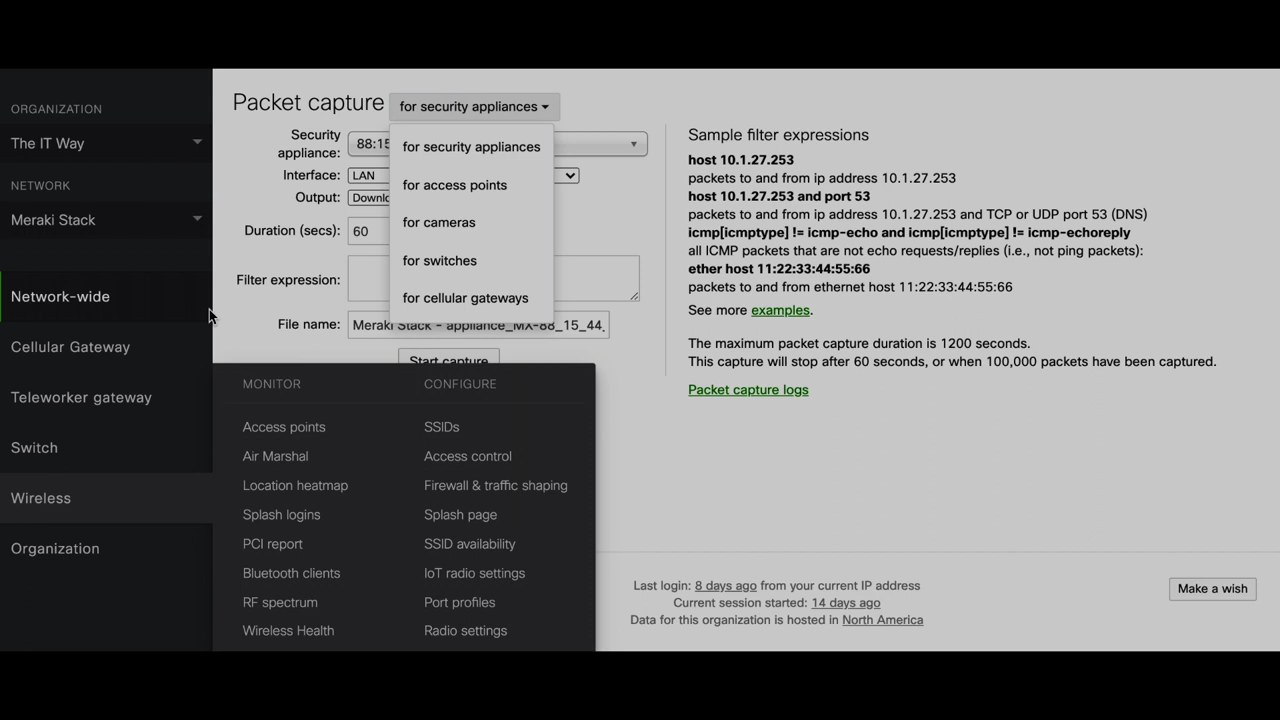 ORGANIZATION
The IT Way
NETWORK
Meraki Stack
Network-wide
Cellular Gateway
Teleworker gateway
Switch
Wireless
Organization
Packet capture for security appliances
for security appliances
for access points
for cameras
for switches
for cellular gateways
Security appliance: 88:15
Interface: LAN
Output:
Duration (secs): 60
Filter expression:
File name: Meraki Stack - appliance_MX-88_15_44_
Start capture
MONITOR
Access points
Air Marshal
Location heatmap
Splash logins
PCI report
Bluetooth clients
RF spectrum
Wireless Health
CONFIGURE
SSIDs
Access control
Firewall & traffic shaping
Splash page
SSID availability
IoT radio settings
Port profiles
Radio settings
Sample filter expressions
host 10.1.27.253
packets to and from ip address 10.1.27.253
host 10.1.27.253 and port 53
packets to and from ip address 10.1.27.253 and TCP or UDP port 53 (DNS)
icmp[icmptype] != icmp-echo and icmp[icmptype] != icmp-echoreply
all ICMP packets that are not echo requests/replies (i.e., not ping packets):
ether host 11:22:33:44:55:66
packets to and from ethernet host 11:22:33:44:55:66
See more examples.
The maximum packet capture duration is 1200 seconds.
This capture will stop after 60 seconds, or when 100,000 packets have been captured.
Packet capture logs
Last login: 8 days ago from your current IP address
Current session started: 14 days ago
Data for this organization is hosted in North America
Make a wish